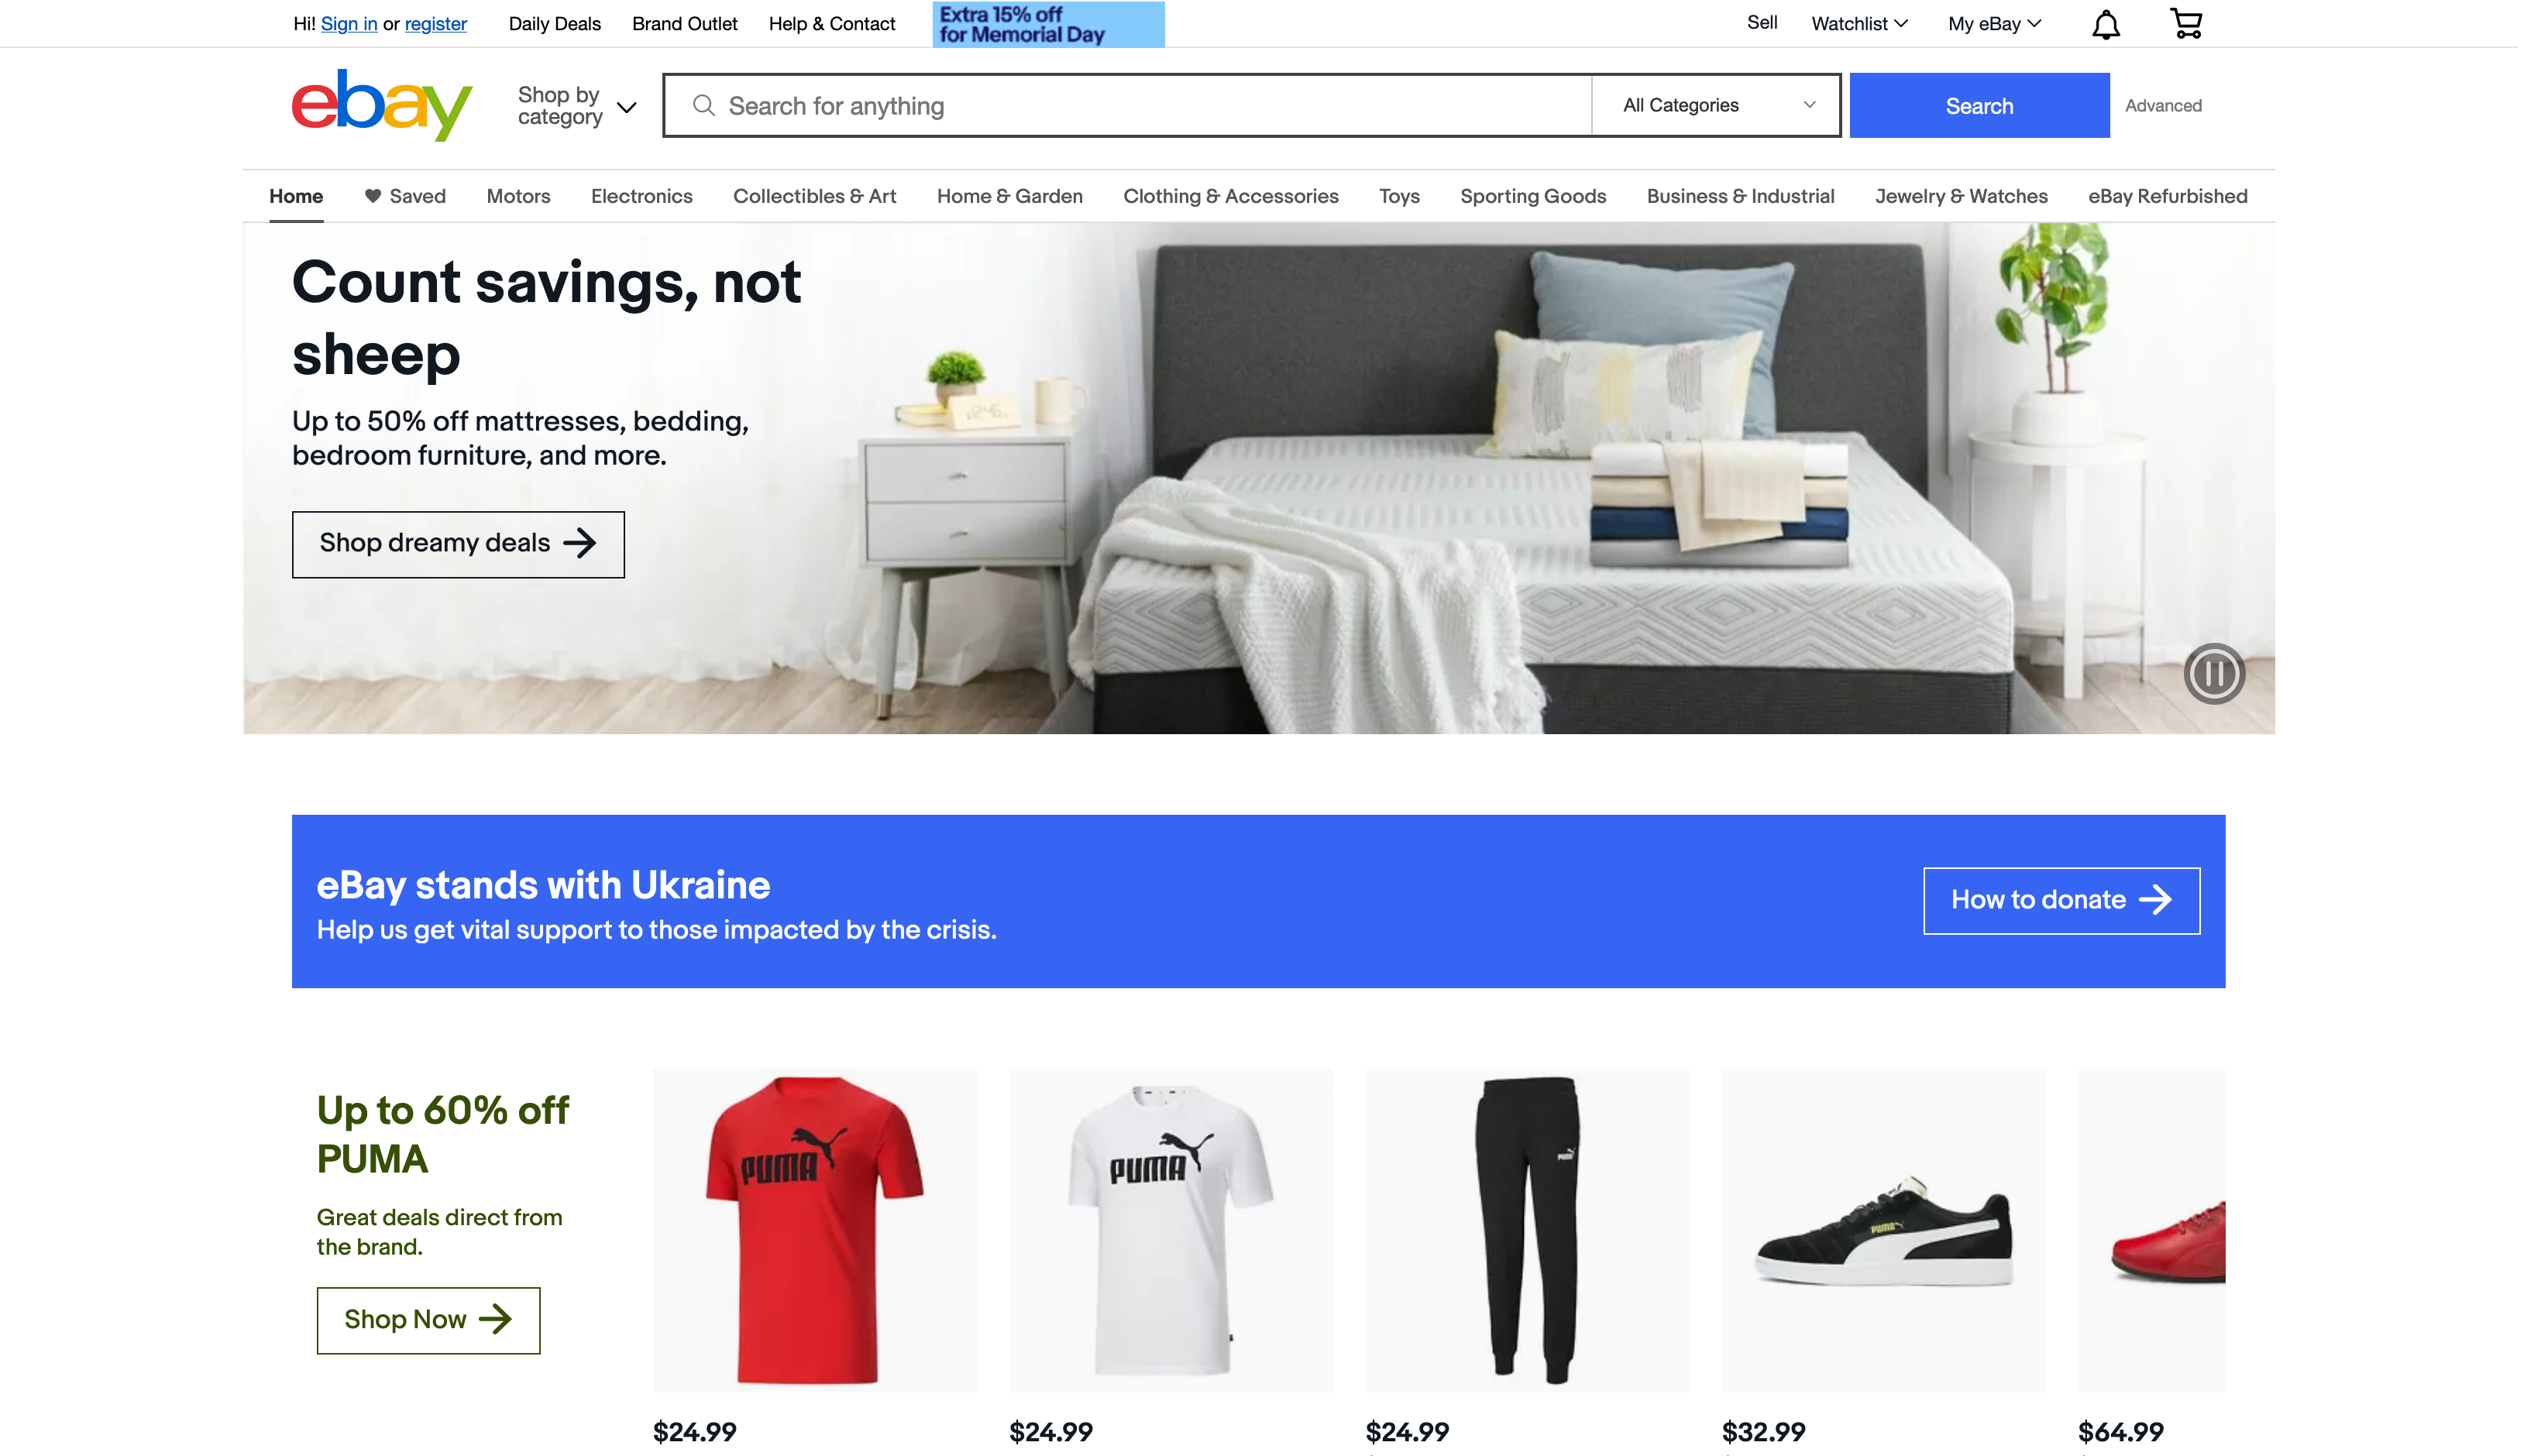 Hi! Sign in or register
Daily Deals
Brand Outlet
Help & Contact
Extra 15% off
for Memorial Day
Sell
Watchlist
My eBay
ebay
Shop by
category
Search for anything
All Categories
Search
Advanced
Home
Saved
Motors
Electronics
Collectibles & Art
Home & Garden
Clothing & Accessories
Toys
Sporting Goods
Business & Industrial
Jewelry & Watches
eBay Refurbished
Count savings, not
sheep
Up to 50% off mattresses, bedding,
bedroom furniture, and more.
Shop dreamy deals
12:46
eBay stands with Ukraine
Help us get vital support to those impacted by the crisis.
How to donate
Up to 60% off
PUMA
Great deals direct from
the brand.
Shop Now
PUMA
PUMA
PUMA
PUMA
$24.99
$24.99
$24.99
$32.99
$64.99